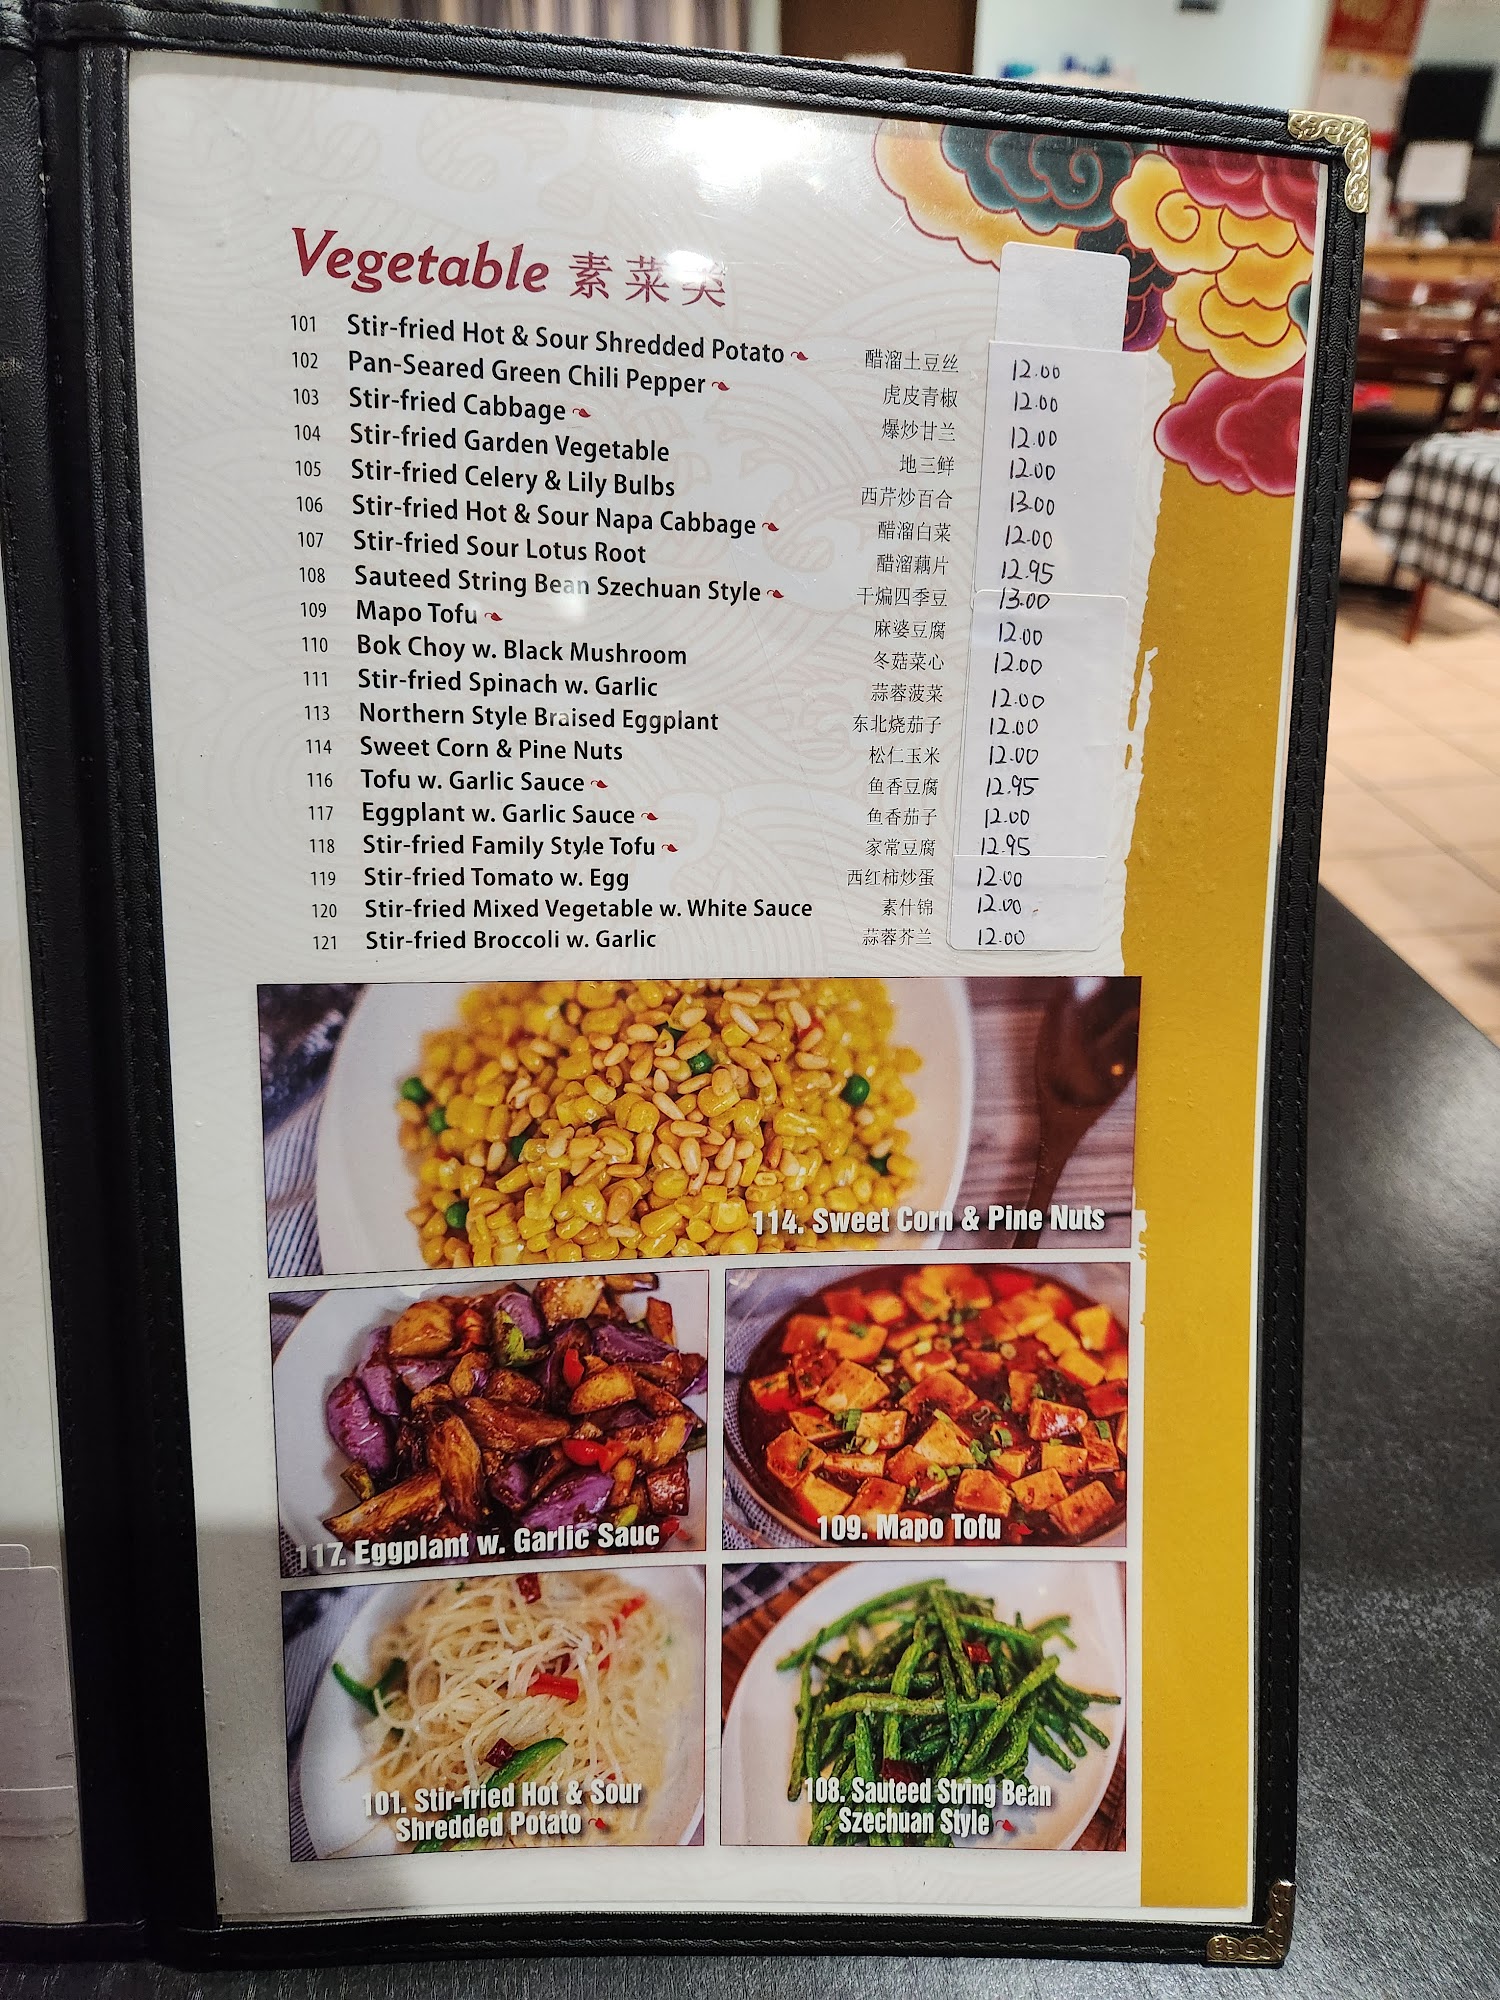 Vegetable 素菜类
101 Stir-fried Hot & Sour Shredded Potato 醋溜土豆丝 12.00
102 Pan-Seared Green Chili Pepper 虎皮青椒 12.00
103 Stir-fried Cabbage 爆炒甘兰 12.00
104 Stir-fried Garden Vegetable 地三鲜 12.00
105 Stir-fried Celery & Lily Bulbs 西芹炒百合 13.00
106 Stir-fried Hot & Sour Napa Cabbage 醋溜白菜 12.00
107 Stir-fried Sour Lotus Root 醋溜藕片 12.95
108 Sauteed String Bean Szechuan Style 干煸四季豆 13.00
109 Mapo Tofu 麻婆豆腐 12.00
110 Bok Choy w. Black Mushroom 冬菇菜心 12.00
111 Stir-fried Spinach w. Garlic 蒜蓉菠菜 12.00
113 Northern Style Braised Eggplant 东北烧茄子 12.00
114 Sweet Corn & Pine Nuts 松仁玉米 12.00
116 Tofu w. Garlic Sauce 鱼香豆腐 12.95
117 Eggplant w. Garlic Sauce 鱼香茄子 12.00
118 Stir-fried Family Style Tofu 家常豆腐 12.95
119 Stir-fried Tomato w. Egg 西红柿炒蛋 12.00
120 Stir-fried Mixed Vegetable w. White Sauce 素什锦 12.00
121 Stir-fried Broccoli w. Garlic 蒜蓉芥兰 12.00
114. Sweet Corn & Pine Nuts
117. Eggplant w. Garlic Sauc
109. Mapo Tofu
101. Stir-fried Hot & Sour
Shredded Potato
108. Sauteed String Bean
Szechuan Style